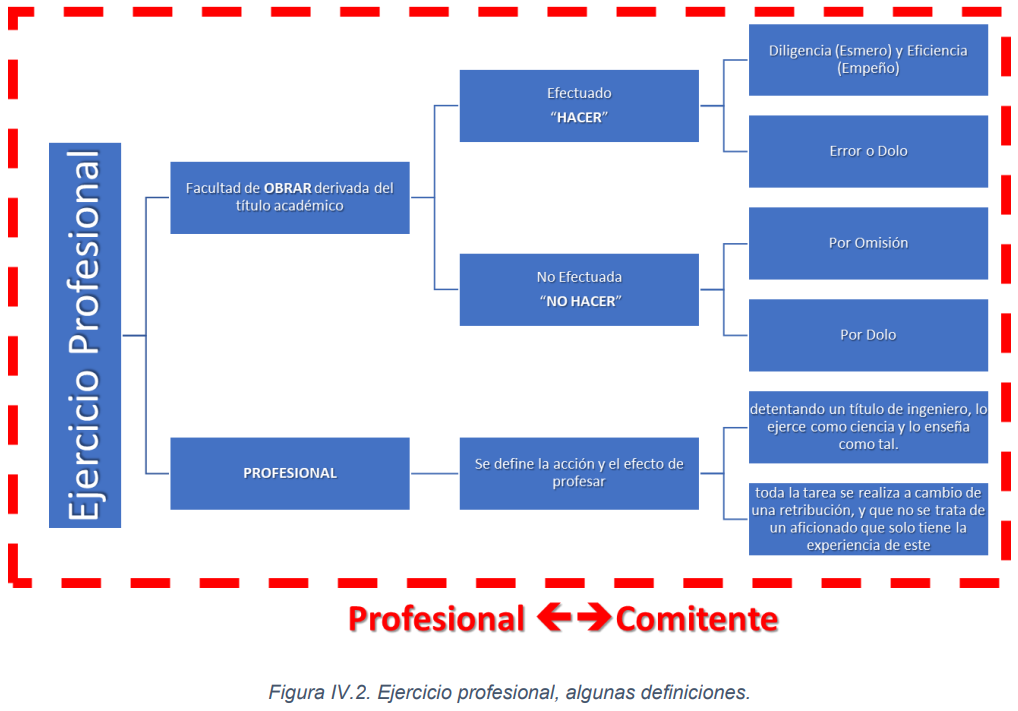 Ejercicio Profesional
Facultad de OBRAR derivada del
título académico
Efectuado
“HACER”
Diligencia (Esmero) y Eficiencia
(Empeño)
Error o Dolo
No Efectuada
“NO HACER”
Por Omisión
Por Dolo
PROFESIONAL
Se define la acción y el efecto de
profesar
detentando un título de ingeniero, lo
ejerce como ciencia y lo enseña
como tal.
toda la tarea se realiza a cambio de
una retribución, y que no se trata de
un aficionado que solo tiene la
experiencia de este
Profesional ←→ Comitente
Figura IV.2. Ejercicio profesional, algunas definiciones.